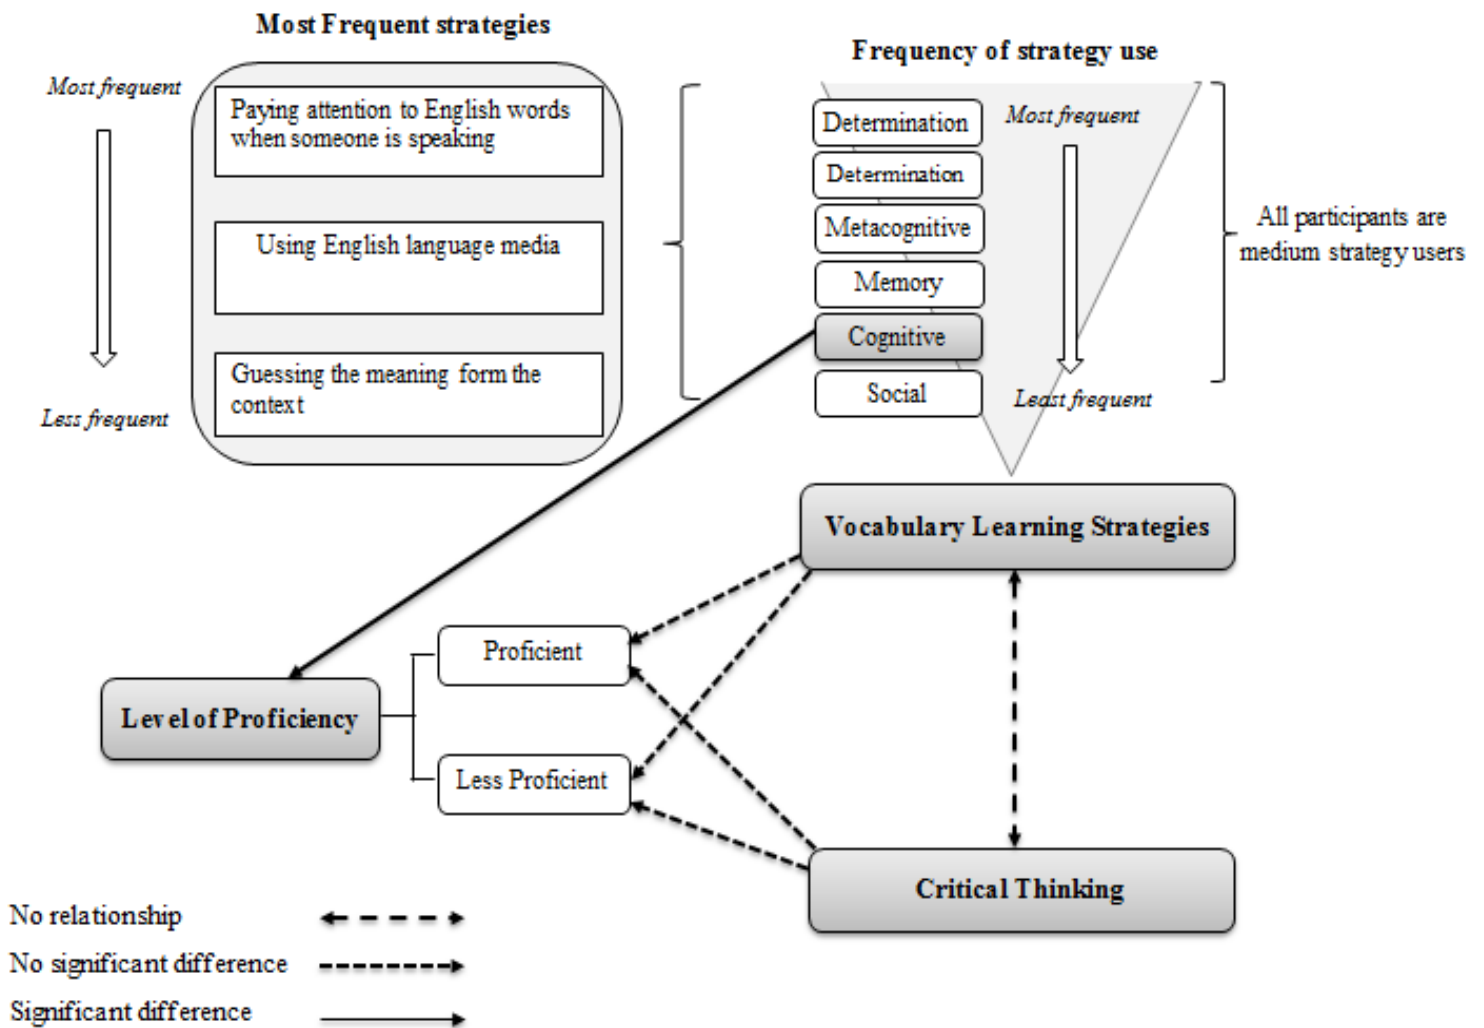 Most Frequent strategies
Most frequent
Less frequent
Paying attention to English words
when someone is speaking
Using English language media
Guessing the meaning form the
context
Frequency of strategy use
Determination
Determination
Metacognitive
Memory
Cognitive
Social
Most frequent
Least frequent
All participants are
medium strategy users
Vocabulary Learning Strategies
Proficient
Level of Proficiency
Less Proficient
Critical Thinking
No relationship
No significant difference
Significant difference